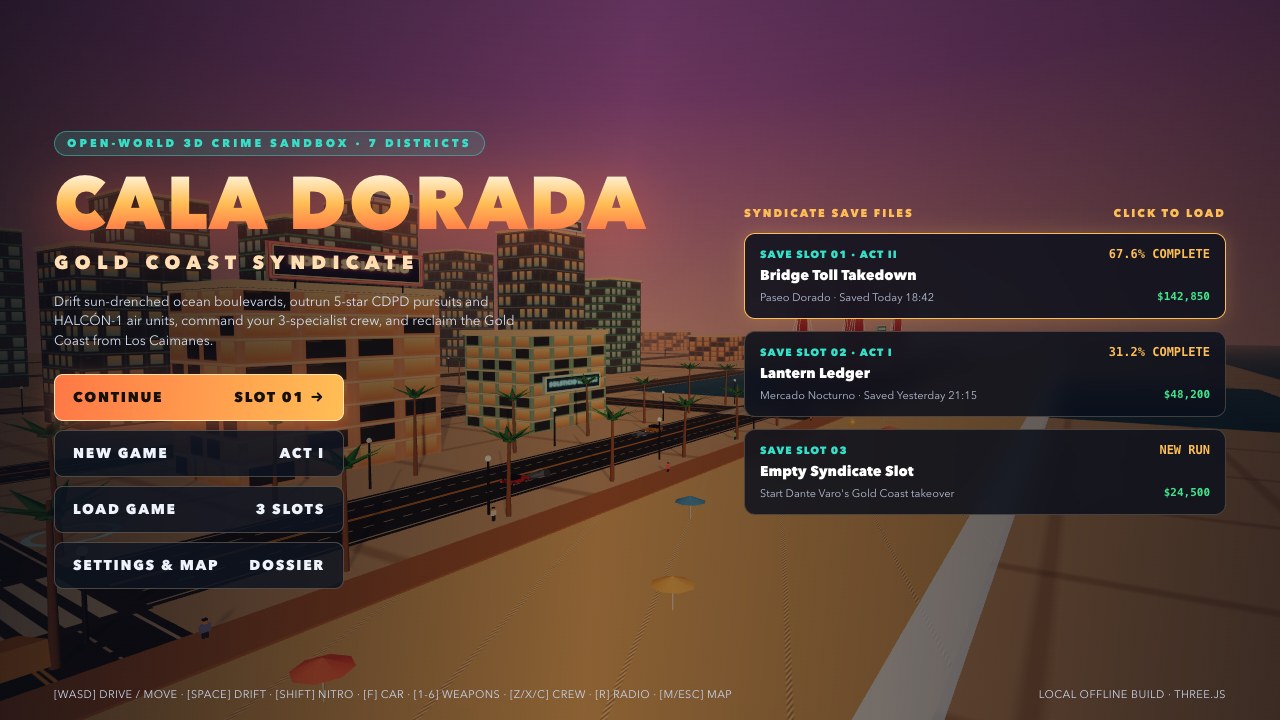 OPEN-WORLD 3D CRIME SANDBOX · 7 DISTRICTS
CALA DORADA
GOLD COAST SYNDICATE
Drift sun-drenched ocean boulevards, outrun 5-star CDPD pursuits and
HALCÓN-1 air units, command your 3-specialist crew, and reclaim the Gold
Coast from Los Caimanes.
CONTINUE SLOT 01 →
NEW GAME ACT I
LOAD GAME 3 SLOTS
SETTINGS & MAP DOSSIER
SYNDICATE SAVE FILES CLICK TO LOAD
SAVE SLOT 01 · ACT II 67.6% COMPLETE
Bridge Toll Takedown
Paseo Dorado · Saved Today 18:42 $142,850
SAVE SLOT 02 · ACT I 31.2% COMPLETE
Lantern Ledger
Mercado Nocturno · Saved Yesterday 21:15 $48,200
SAVE SLOT 03 NEW RUN
Empty Syndicate Slot
Start Dante Varo's Gold Coast takeover $24,500
[WASD] DRIVE / MOVE · [SPACE] DRIFT · [SHIFT] NITRO · [F] CAR · [1-6] WEAPONS · [Z/X/C] CREW · [R] RADIO · [M/ESC] MAP
LOCAL OFFLINE BUILD · THREE.JS